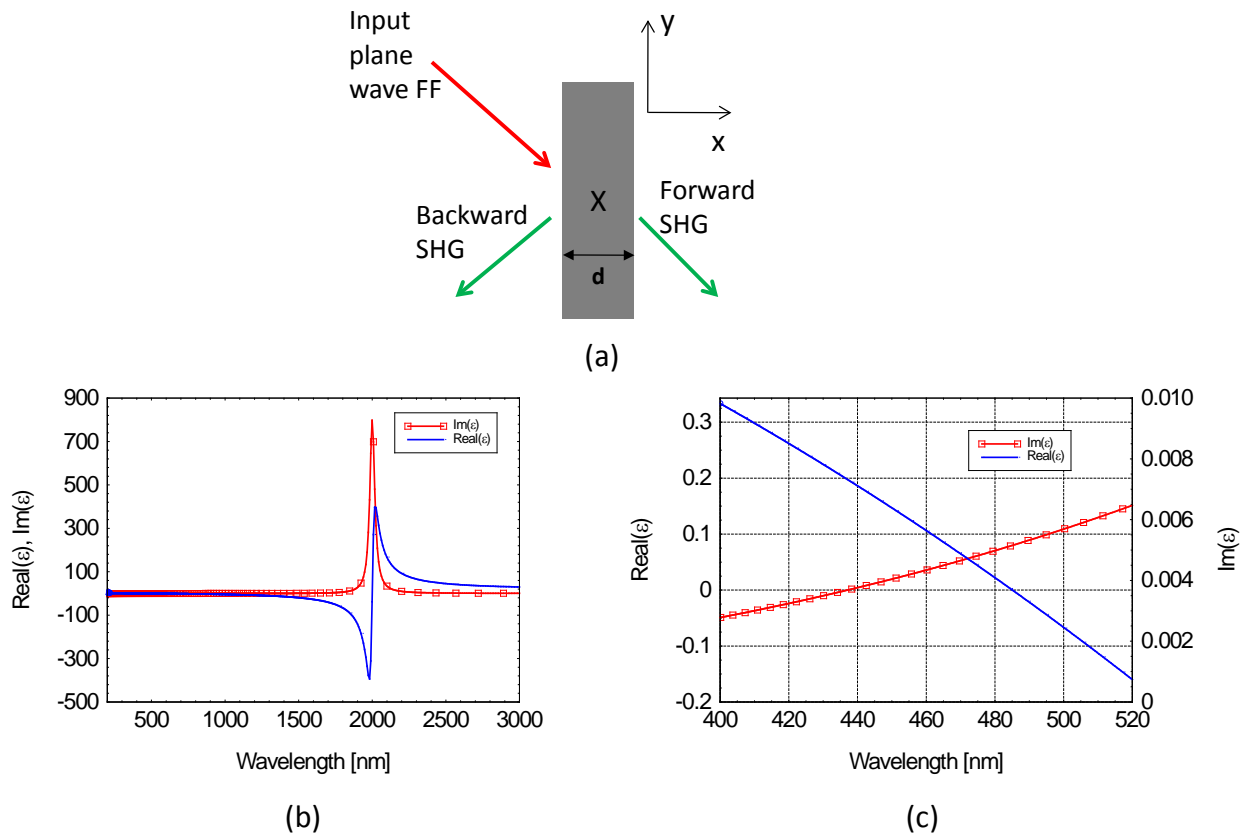 Input
plane
wave FF
y
x
X
Backward
SHG
Forward
SHG
d
(a)
900
700
500
300
100
-100
-300
-500
Real(ε), Im(ε)
Im(ε)
Real(ε)
500 1000 1500 2000 2500 3000
Wavelength [nm]
(b)
0.3
0.2
0.1
0
-0.1
-0.2
Real(ε)
Im(ε)
Real(ε)
0.010
0.008
0.006
0.004
0.002
0
Im(ε)
400 420 440 460 480 500 520
Wavelength [nm]
(c)